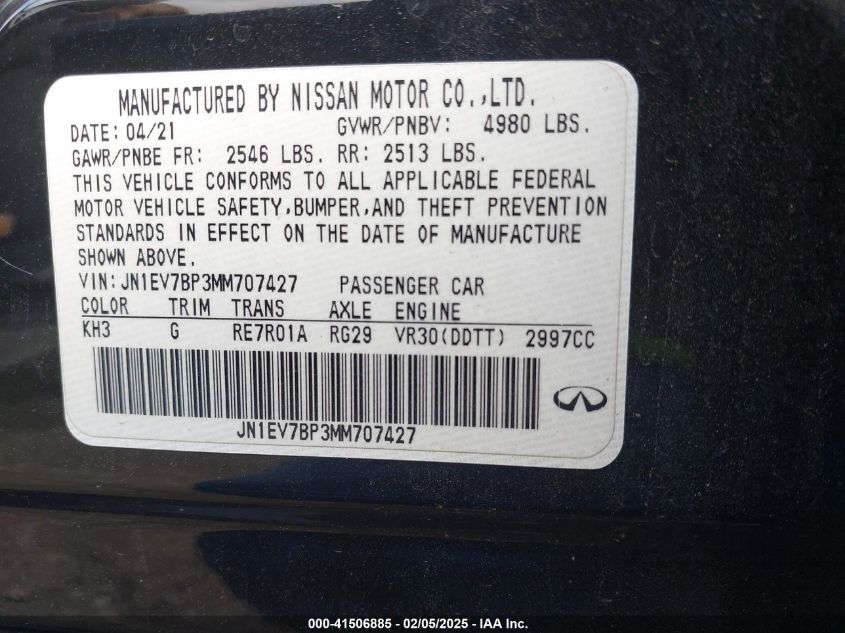 MANUFACTURED BY NISSAN MOTOR CO.,LTD.
DATE: 04/21 GVWR/PNBV: 4980 LBS.
GAWR/PNBE FR: 2546 LBS. RR: 2513 LBS.
THIS VEHICLE CONFORMS TO ALL APPLICABLE FEDERAL
MOTOR VEHICLE SAFETY,BUMPER,AND THEFT PREVENTION
STANDARDS IN EFFECT ON THE DATE OF MANUFACTURE
SHOWN ABOVE.
VIN:JN1EV7BP3MM707427 PASSENGER CAR
COLOR TRIM TRANS AXLE ENGINE
KH3 G RE7R01A RG29 VR30(DDTT) 2997CC
JN1EV7BP3MM707427
000-41506885 - 02/05/2025 - IAA Inc.